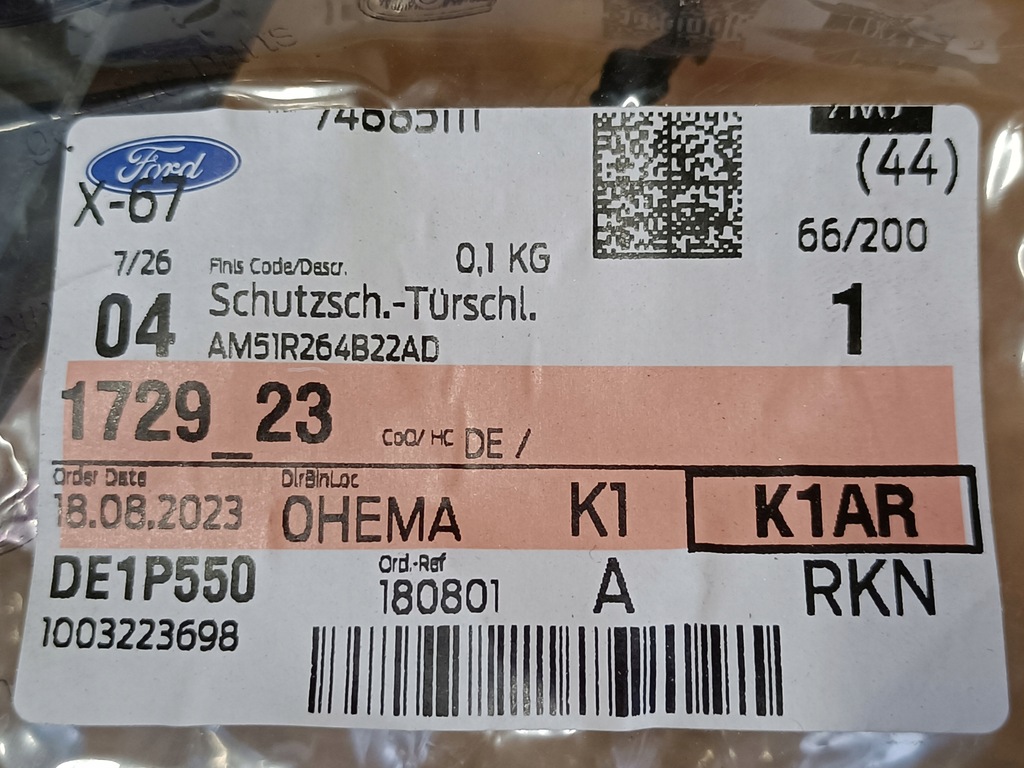 Ford
(44)
X-67
66/200
7/26 Finis Code/Descr. 0,1 KG
04 Schutzsch.-Türschl. 1
AM51R264B22AD
1729_23 CoO/ HC DE /
Order Date DlrBinLoc
18.08.2023 OHEMA K1 K1AR
DE1P550 Ord.-Ref A RKN
180801
1003223698